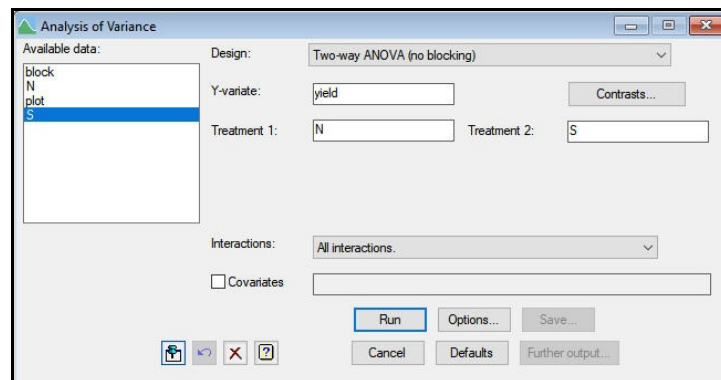 Analysis of Variance
Available data:
block
N
plot
S
Design:
Two-way ANOVA (no blocking)
Y-variate:
yield
Contrasts...
Treatment 1:
N
Treatment 2:
S
Interactions:
All interactions.
Covariates
Run
Options...
Save...
Cancel
Defaults
Further output...